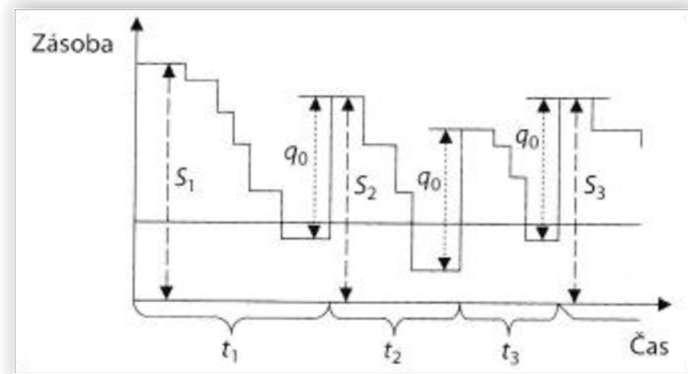 Zásoba
q₀
q₀
q₀
S₁
S₂
S₃
t₁
t₂
t₃
Čas